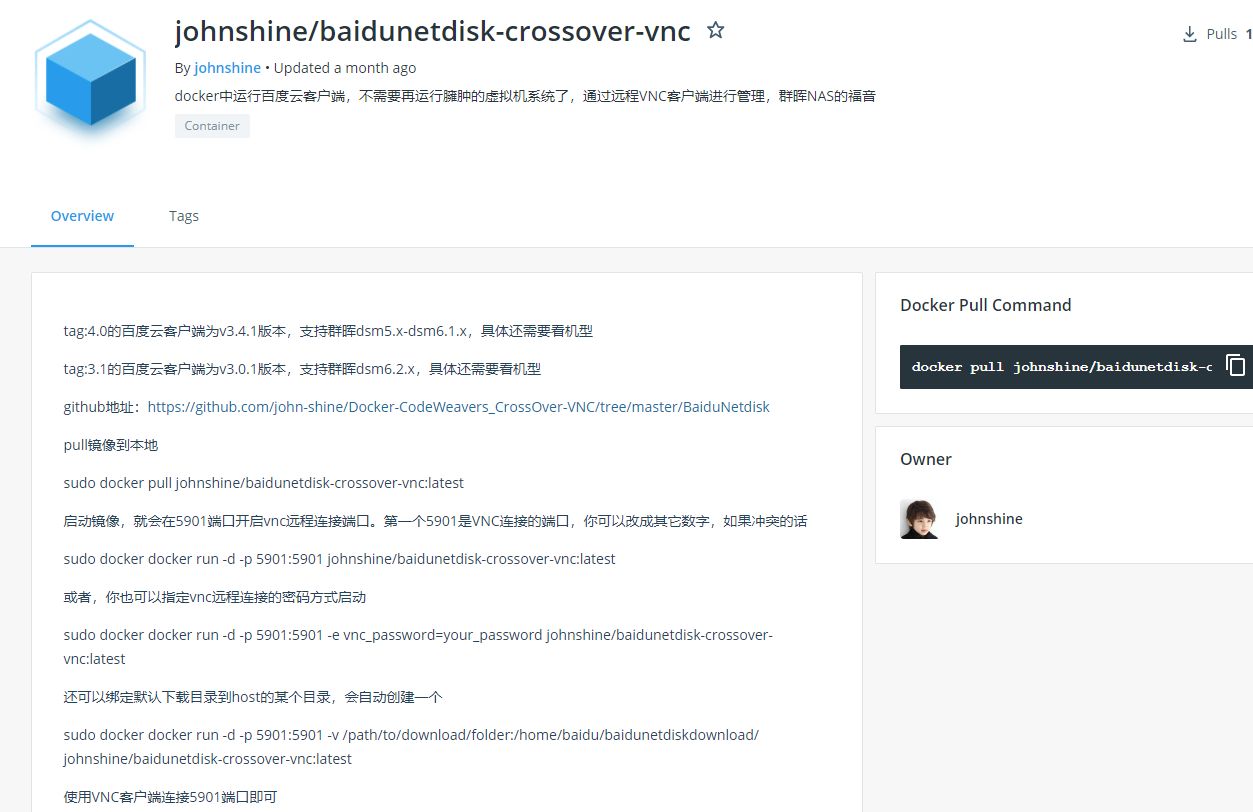 johnshine/baidunetdisk-crossover-vnc
Pulls 1
By johnshine • Updated a month ago
docker中运行百度云客户端，不需要再运行臃肿的虚拟机系统了，通过远程VNC客户端进行管理，群晖NAS的福音
Container
Overview
Tags
tag:4.0的百度云客户端为v3.4.1版本，支持群晖dsm5.x-dsm6.1.x，具体还需要看机型
tag:3.1的百度云客户端为v3.0.1版本，支持群晖dsm6.2.x，具体还需要看机型
github地址：https://github.com/john-shine/Docker-CodeWeavers_CrossOver-VNC/tree/master/BaiduNetdisk
pull镜像到本地
sudo docker pull johnshine/baidunetdisk-crossover-vnc:latest
启动镜像，就会在5901端口开启vnc远程连接端口。第一个5901是VNC连接的端口，你可以改成其它数字，如果冲突的话
sudo docker docker run -d -p 5901:5901 johnshine/baidunetdisk-crossover-vnc:latest
或者，你也可以指定vnc远程连接的密码方式启动
sudo docker docker run -d -p 5901:5901 -e vnc_password=your_password johnshine/baidunetdisk-crossover-
vnc:latest
还可以绑定默认下载目录到host的某个目录，会自动创建一个
sudo docker docker run -d -p 5901:5901 -v /path/to/download/folder:/home/baidu/baidunetdiskdownload/
johnshine/baidunetdisk-crossover-vnc:latest
使用VNC客户端连接5901端口即可
Docker Pull Command
docker pull johnshine/baidunetdisk-c
Owner
johnshine